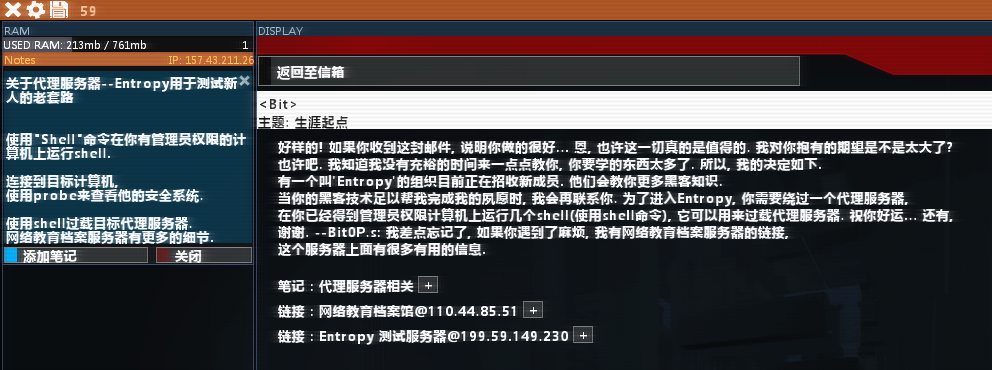 59
RAM
USED RAM: 213mb / 761mb 1
Notes IP: 157.43.211.26
关于代理服务器--Entropy用于测试新
人的老套路
使用"Shell"命令在你有管理员权限的计
算机上运行shell.
连接到目标计算机,
使用probe来查看他的安全系统.
使用shell过载目标代理服务器.
网络教育档案服务器有更多的细节.
添加笔记 关闭
DISPLAY
返回至信箱
<Bit>
主题: 生涯起点
好样的! 如果你收到这封邮件, 说明你做的很好... 恩, 也许这一切真的是值得的. 我对你抱有的期望是不是太大了?
也许吧. 我知道我没有充裕的时间来一点点教你, 你要学的东西太多了. 所以, 我的决定如下.
有一个叫'Entropy'的组织目前正在招收新成员. 他们会教你更多黑客知识.
当你的黑客技术足以帮我完成我的夙愿时, 我会再联系你. 为了进入Entropy, 你需要绕过一个代理服务器,
在你已经得到管理员权限计算机上运行几个shell(使用shell命令), 它可以用来过载代理服务器. 祝你好运... 还有,
谢谢. --Bit0P.s: 我差点忘记了, 如果你遇到了麻烦, 我有网络教育档案服务器的链接,
这个服务器上面有很多有用的信息.
笔记 : 代理服务器相关 +
链接 : 网络教育档案馆@110.44.85.51 +
链接 : Entropy 测试服务器@199.59.149.230 +